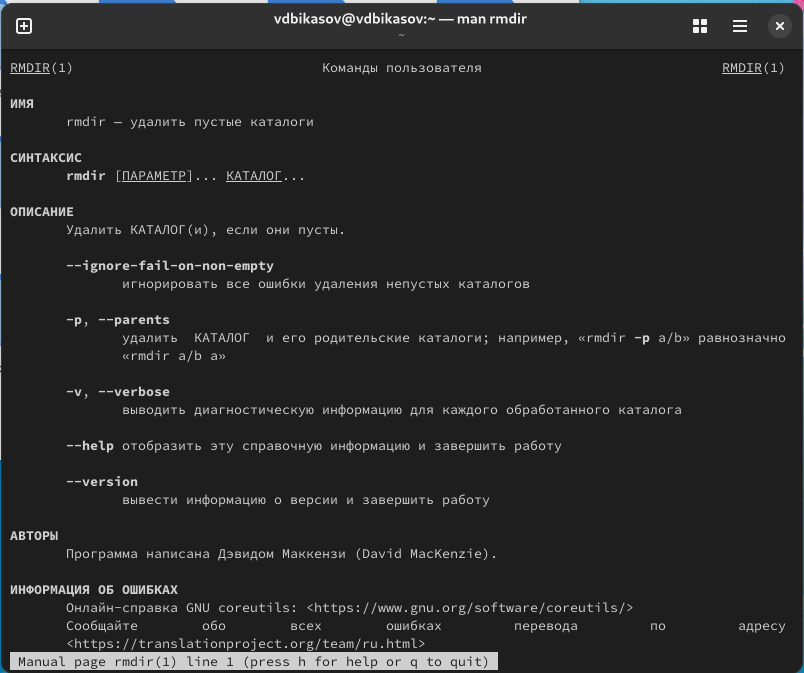 vdbikasov@vdbikasov:~ — man rmdir
~
RMDIR(1) Команды пользователя RMDIR(1)
ИМЯ
rmdir — удалить пустые каталоги
СИНТАКСИС
rmdir [ПАРАМЕТР]... КАТАЛОГ...
ОПИСАНИЕ
Удалить КАТАЛОГ(и), если они пусты.
--ignore-fail-on-non-empty
игнорировать все ошибки удаления непустых каталогов
-p, --parents
удалить КАТАЛОГ и его родительские каталоги; например, «rmdir -p a/b» равнозначно
«rmdir a/b a»
-v, --verbose
выводить диагностическую информацию для каждого обработанного каталога
--help отобразить эту справочную информацию и завершить работу
--version
вывести информацию о версии и завершить работу
АВТОРЫ
Программа написана Дэвидом Маккензи (David MacKenzie).
ИНФОРМАЦИЯ ОБ ОШИБКАХ
Онлайн-справка GNU coreutils: <https://www.gnu.org/software/coreutils/>
Сообщайте обо всех ошибках перевода по адресу
<https://translationproject.org/team/ru.html>
Manual page rmdir(1) line 1 (press h for help or q to quit)